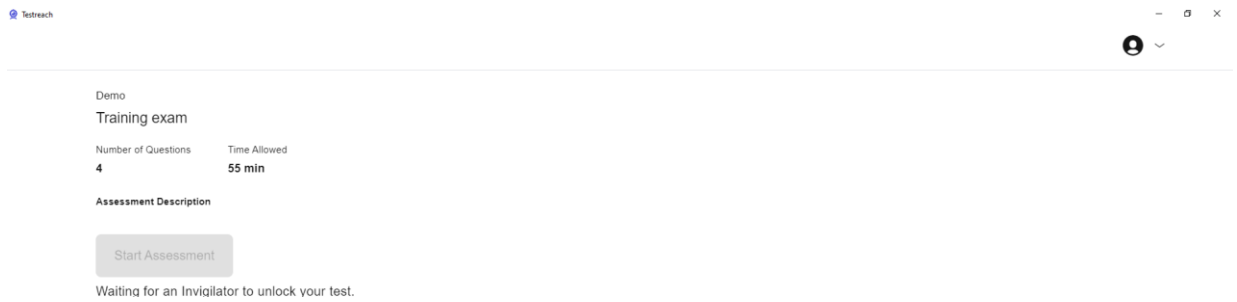 Testreach
Demo
Training exam
Number of Questions Time Allowed
4 55 min
Assessment Description
Start Assessment
Waiting for an Invigilator to unlock your test.